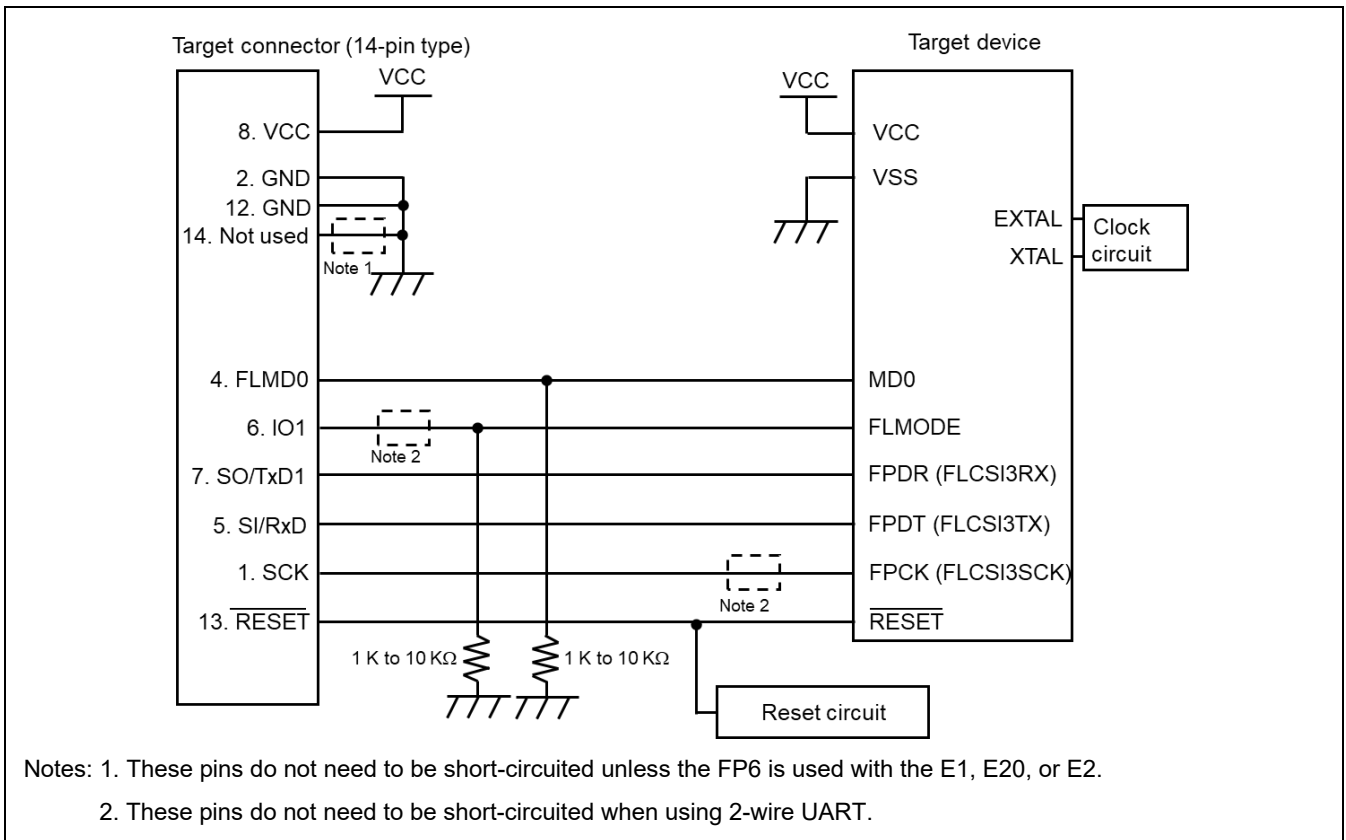 Target connector (14-pin type)
Target device
VCC
VCC
8. VCC
VCC
2. GND
VSS
12. GND
14. Not used
Note 1
EXTAL
XTAL
Clock
circuit
4. FLMD0
MD0
6. IO1
FLMODE
Note 2
7. SO/TxD1
FPDR (FLCSI3RX)
5. SI/RxD
FPDT (FLCSI3TX)
1. SCK
FPCK (FLCSI3SCK)
Note 2
13. RESET
RESET
1 K to 10 KΩ
1 K to 10 KΩ
Reset circuit
Notes: 1. These pins do not need to be short-circuited unless the FP6 is used with the E1, E20, or E2.
2. These pins do not need to be short-circuited when using 2-wire UART.